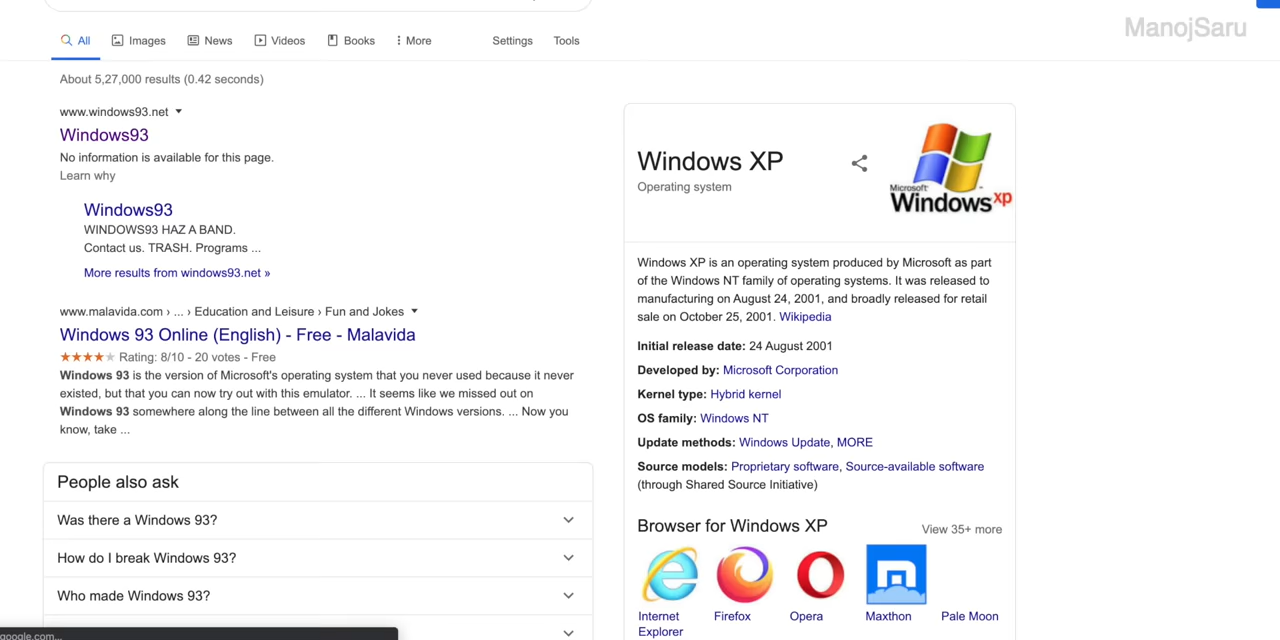 ManojSaru
All
Images
News
Videos
Books
More
Settings
Tools
About 5,27,000 results (0.42 seconds)
www.windows93.net
Windows93
No information is available for this page.
Learn why
Windows93
WINDOWS93 HAZ A BAND.
Contact us. TRASH. Programs ...
More results from windows93.net »
www.malavida.com › ... › Education and Leisure › Fun and Jokes
Windows 93 Online (English) - Free - Malavida
Rating: 8/10 - 20 votes - Free
Windows 93 is the version of Microsoft's operating system that you never used because it never
existed, but that you can now try out with this emulator. ... It seems like we missed out on
Windows 93 somewhere along the line between all the different Windows versions. ... Now you
know, take ...
People also ask
Was there a Windows 93?
How do I break Windows 93?
Who made Windows 93?
google.com...
Windows XP
Operating system
Microsoft
Windows xp
Windows XP is an operating system produced by Microsoft as part
of the Windows NT family of operating systems. It was released to
manufacturing on August 24, 2001, and broadly released for retail
sale on October 25, 2001. Wikipedia
Initial release date: 24 August 2001
Developed by: Microsoft Corporation
Kernel type: Hybrid kernel
OS family: Windows NT
Update methods: Windows Update, MORE
Source models: Proprietary software, Source-available software
(through Shared Source Initiative)
Browser for Windows XP
View 35+ more
Internet
Explorer
Firefox
Opera
Maxthon
Pale Moon